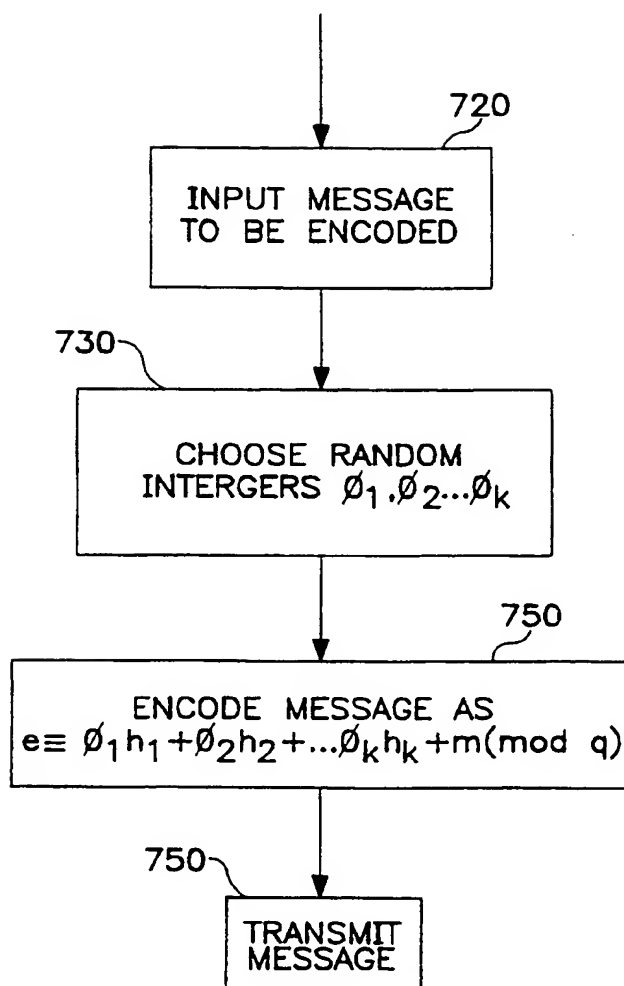 720
INPUT MESSAGE
TO BE ENCODED
730
CHOOSE RANDOM
INTERGERS Ø₁,Ø₂...Øₖ
750
ENCODE MESSAGE AS
e≡ Ø₁h₁+Ø₂h₂+...Øₖhₖ+m(mod q)
750
TRANSMIT
MESSAGE